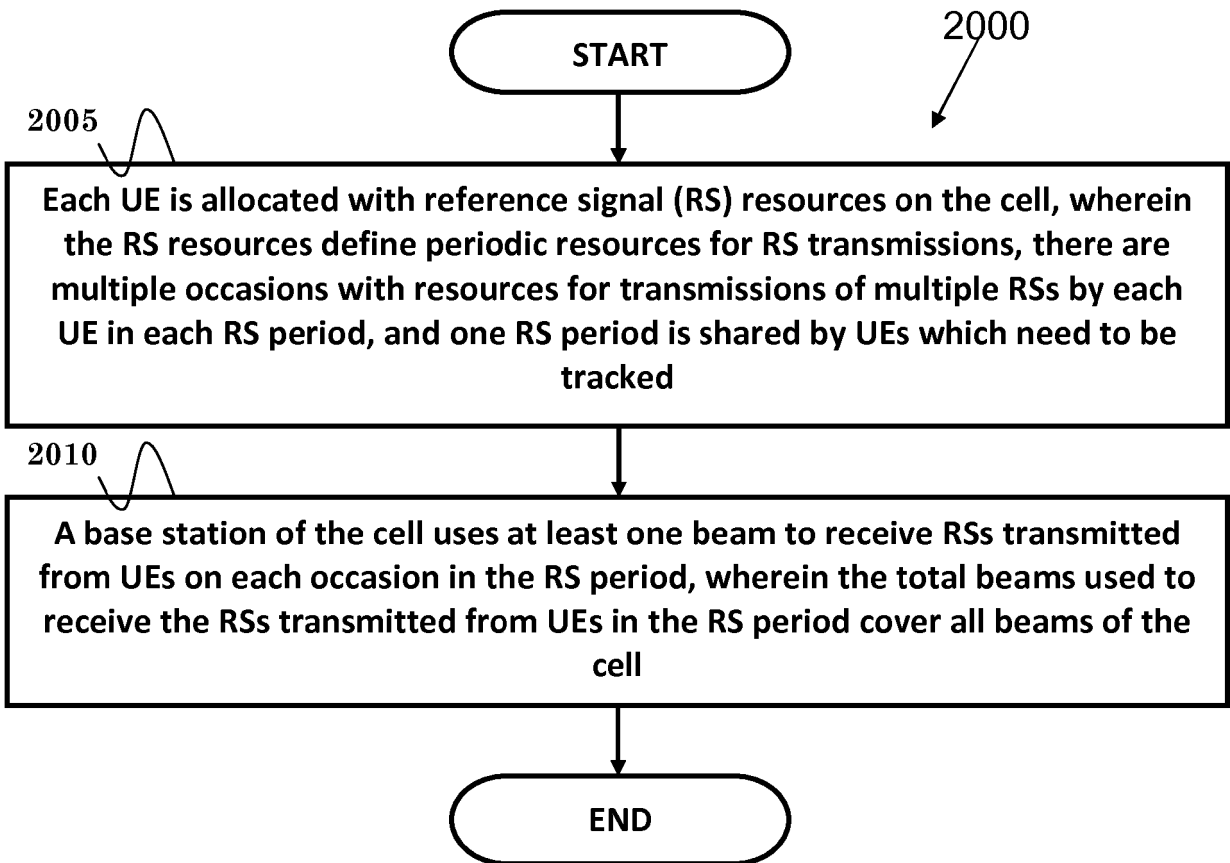 START
2000
2005
Each UE is allocated with reference signal (RS) resources on the cell, wherein
the RS resources define periodic resources for RS transmissions, there are
multiple occasions with resources for transmissions of multiple RSs by each
UE in each RS period, and one RS period is shared by UEs which need to be
tracked
2010
A base station of the cell uses at least one beam to receive RSs transmitted
from UEs on each occasion in the RS period, wherein the total beams used to
receive the RSs transmitted from UEs in the RS period cover all beams of the
cell
END